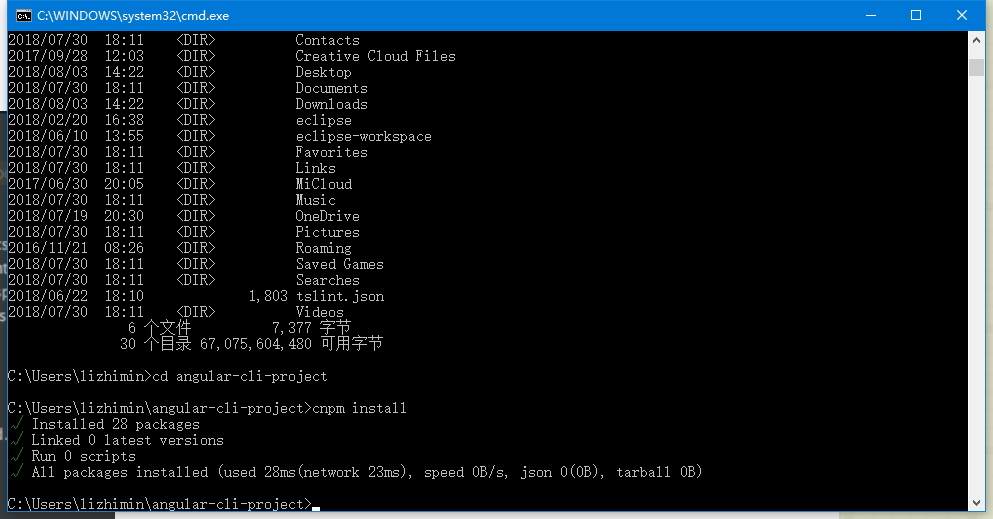 C:\WINDOWS\system32\cmd.exe
2018/07/30  18:11    <DIR>          Contacts
2017/09/28  12:03    <DIR>          Creative Cloud Files
2018/08/03  14:22    <DIR>          Desktop
2018/07/30  18:11    <DIR>          Documents
2018/08/03  14:22    <DIR>          Downloads
2018/02/20  16:38    <DIR>          eclipse
2018/06/10  13:55    <DIR>          eclipse-workspace
2018/07/30  18:11    <DIR>          Favorites
2018/07/30  18:11    <DIR>          Links
2017/06/30  20:05    <DIR>          MiCloud
2018/07/30  18:11    <DIR>          Music
2018/07/19  20:30    <DIR>          OneDrive
2018/07/30  18:11    <DIR>          Pictures
2016/11/21  08:26    <DIR>          Roaming
2018/07/30  18:11    <DIR>          Saved Games
2018/07/30  18:11    <DIR>          Searches
2018/06/22  18:10             1,803 tslint.json
2018/07/30  18:11    <DIR>          Videos
6 个文件          7,377 字节
30 个目录 67,075,604,480 可用字节
C:\Users\lizhimin>cd angular-cli-project
C:\Users\lizhimin\angular-cli-project>cnpm install
√ Installed 28 packages
√ Linked 0 latest versions
√ Run 0 scripts
√ All packages installed (used 28ms(network 23ms), speed 0B/s, json 0(0B), tarball 0B)
C:\Users\lizhimin\angular-cli-project>